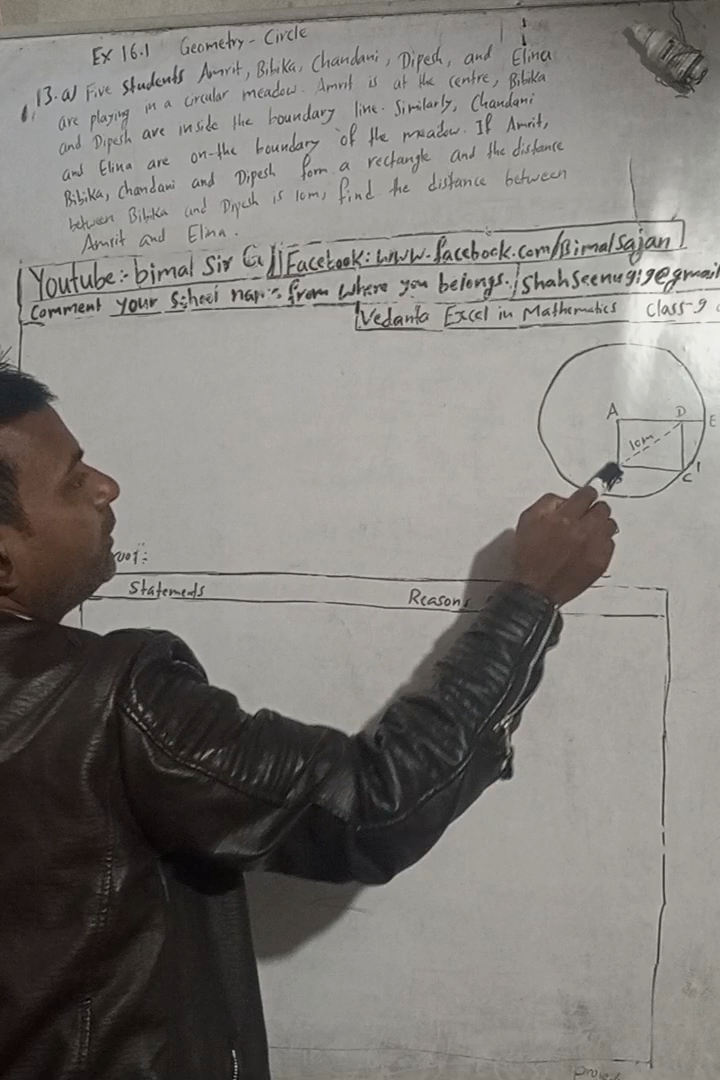 Ex 16.1 Geometry - Circle
13. a) Five students Amrit, Bibika, Chandani, Dipesh, and Elina
are playing in a circular meadow. Amrit is at the centre, Bibika
and Dipesh are inside the boundary line. Similarly, Chandani
and Elina are on-the boundary of the meadow. If Amrit,
Bibika, Chandani and Dipesh form a rectangle and the distance
between Bibika and Dipesh is 10m, find the distance between
Amrit and Elina.
Youtube:- bimal Sir G || Facebook: www.facebook.com/Bimalsajan
Comment your School name from where you belongs. / Shahseenu9:9@gmail
Vedanta Excel in Mathematics Class-9
A D E
10m
C
Statements Reasons